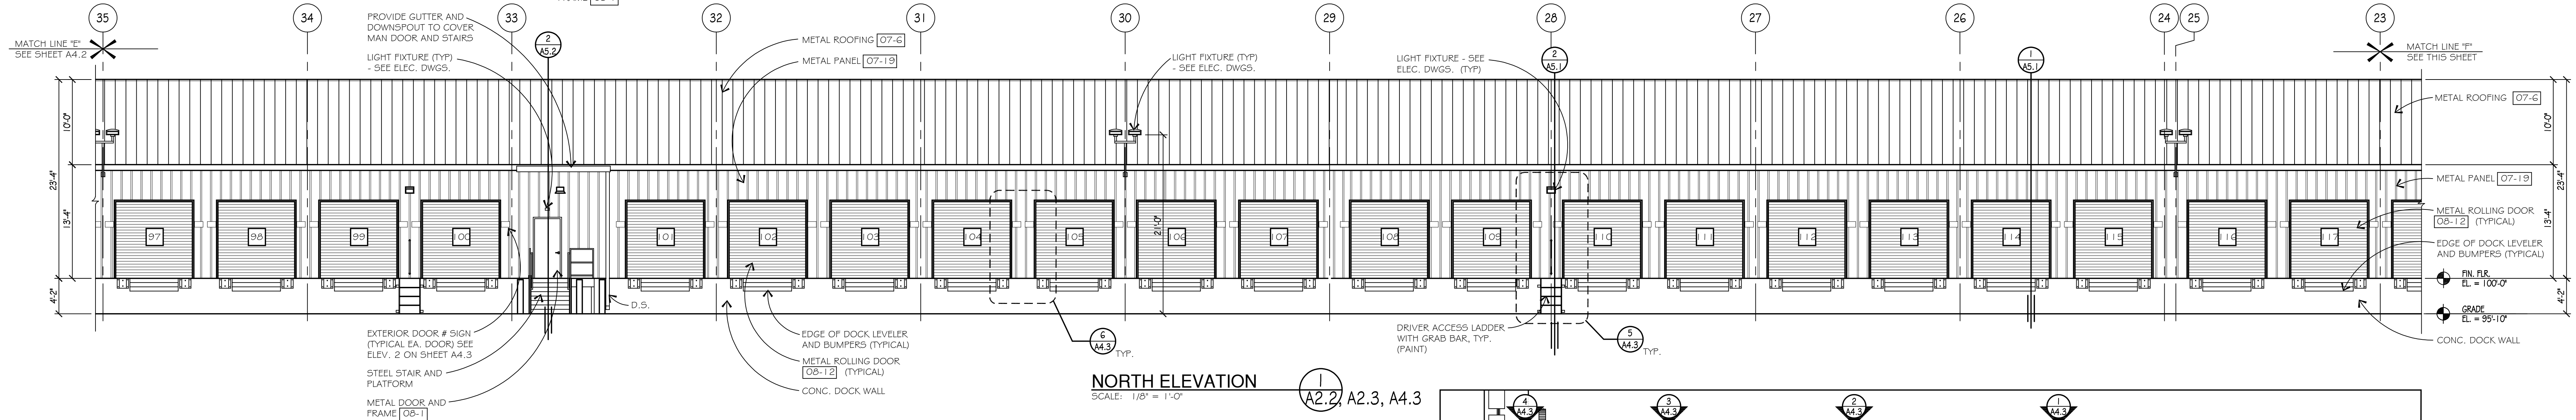 FRAME 08-1
35
34
33
32
31
30
29
28
27
26
24
25
23
MATCH LINE "E"
SEE SHEET A4.2
PROVIDE GUTTER AND
DOWNSPOUT TO COVER
MAN DOOR AND STAIRS
LIGHT FIXTURE (TYP)
- SEE ELEC. DWGS.
2
A5.2
METAL ROOFING 07-6
METAL PANEL 07-19
LIGHT FIXTURE (TYP)
- SEE ELEC. DWGS.
LIGHT FIXTURE - SEE
ELEC. DWGS. (TYP)
2
A5.1
1
A5.1
MATCH LINE "F"
SEE THIS SHEET
METAL ROOFING 07-6
10'-0"
23'-4"
13'-4"
4'-2"
21'-0"
10'-0"
23'-4"
13'-4"
4'-2"
METAL PANEL 07-19
METAL ROLLING DOOR
08-12 (TYPICAL)
EDGE OF DOCK LEVELER
AND BUMPERS (TYPICAL)
FIN. FLR.
EL. = 100'-0"
GRADE
EL. = 95'-10"
CONC. DOCK WALL
97
98
99
100
101
102
103
104
105
106
107
108
109
110
111
112
113
114
115
116
117
D.S.
EXTERIOR DOOR # SIGN
(TYPICAL EA. DOOR) SEE
ELEV. 2 ON SHEET A4.3
STEEL STAIR AND
PLATFORM
METAL DOOR AND
FRAME 08-1
EDGE OF DOCK LEVELER
AND BUMPERS (TYPICAL)
METAL ROLLING DOOR
08-12 (TYPICAL)
CONC. DOCK WALL
6
A4.3
TYP.
DRIVER ACCESS LADDER
WITH GRAB BAR, TYP.
(PAINT)
5
A4.3
TYP.
NORTH ELEVATION
SCALE: 1/8" = 1'-0"
1
A2.2, A2.3, A4.3
4
A4.3
3
A4.3
2
A4.3
1
A4.3